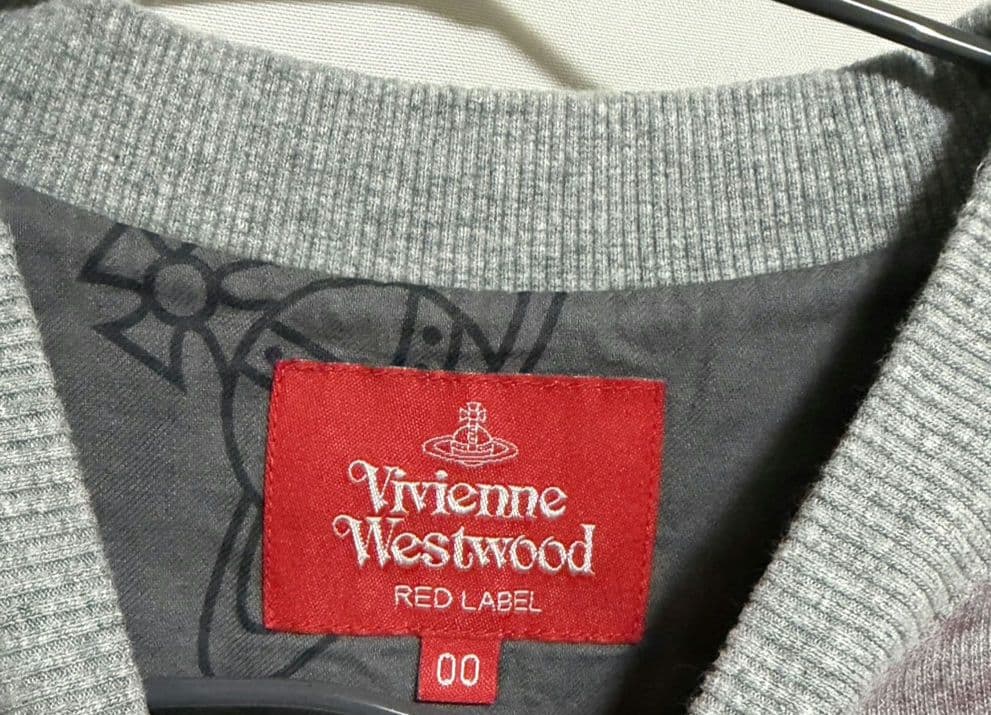 Vivienne
Westwood
RED LABEL
00